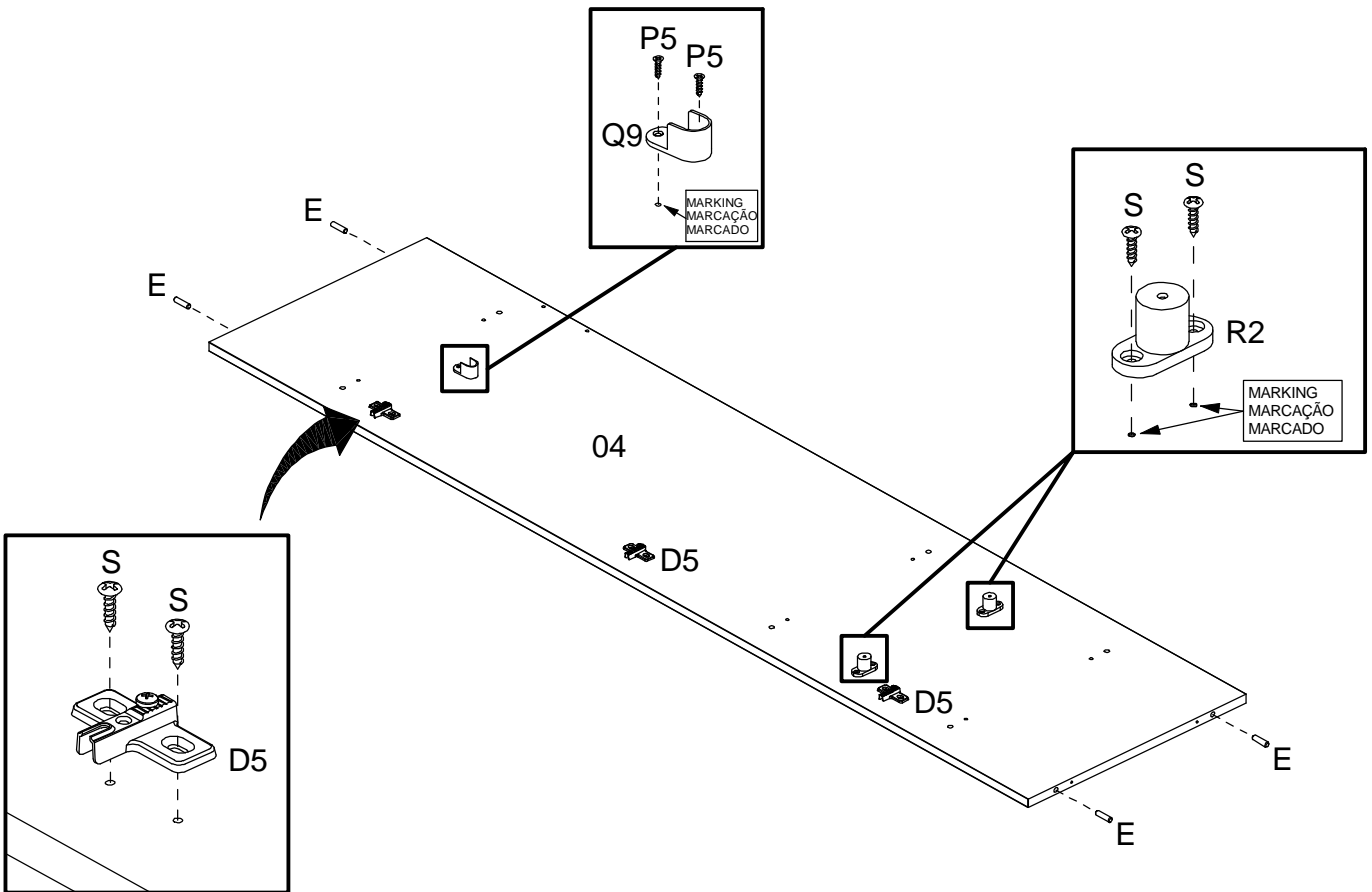 P5
P5
Q9
MARKING
MARCAÇÃO
MARCADO
E
E
S
S
R2
MARKING
MARCAÇÃO
MARCADO
04
D5
D5
S
S
D5
E
E